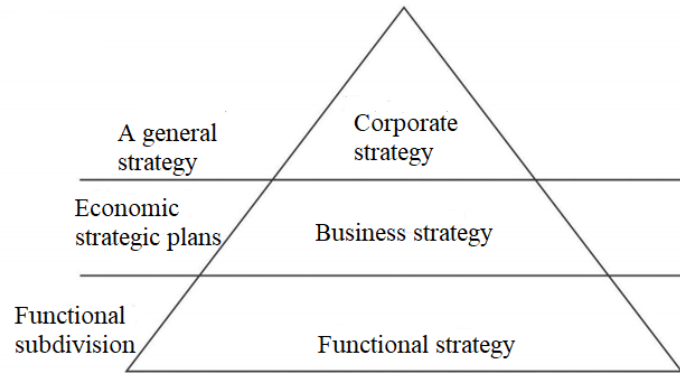 A general
strategy
Corporate
strategy
Economic
strategic plans
Business strategy
Functional
subdivision
Functional strategy